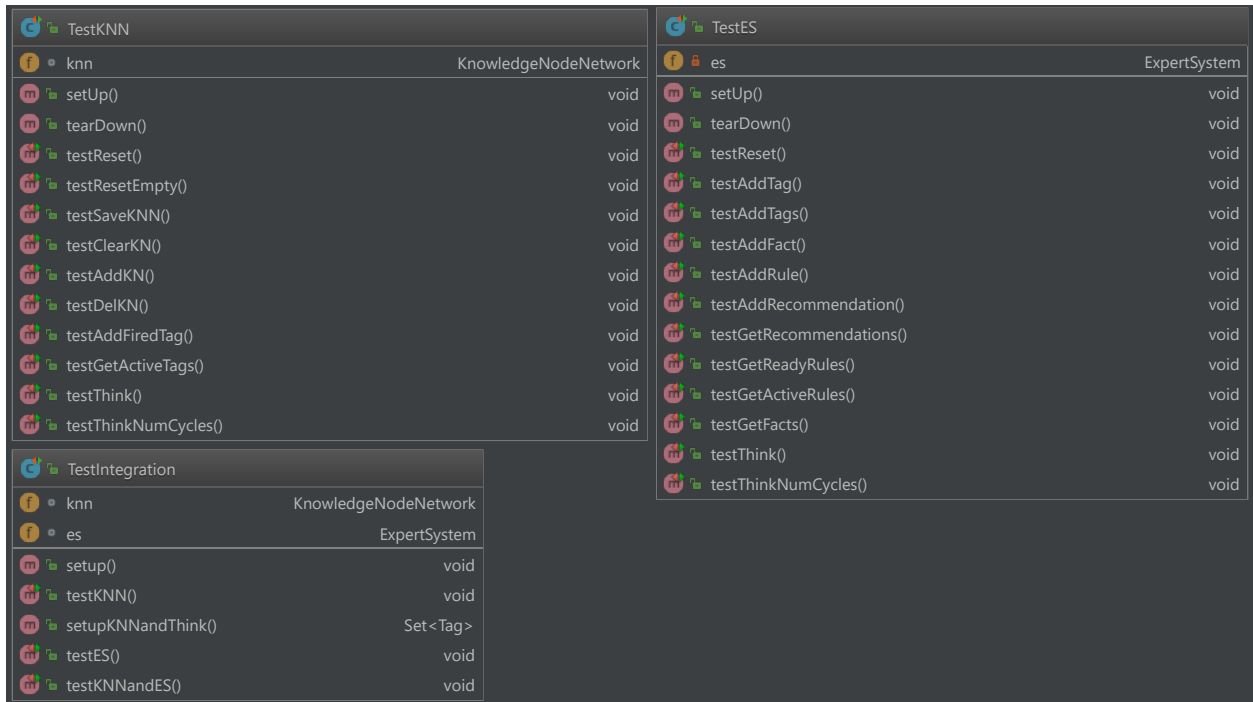 TestKNN
knn KnowledgeNodeNetwork
setUp() void
tearDown() void
testReset() void
testResetEmpty() void
testSaveKNN() void
testClearKN() void
testAddKN() void
testDelKN() void
testAddFiredTag() void
testGetActiveTags() void
testThink() void
testThinkNumCycles() void
TestES
es ExpertSystem
setUp() void
tearDown() void
testReset() void
testAddTag() void
testAddTags() void
testAddFact() void
testAddRule() void
testAddRecommendation() void
testGetRecommendations() void
testGetReadyRules() void
testGetActiveRules() void
testGetFacts() void
testThink() void
testThinkNumCycles() void
TestIntegration
knn KnowledgeNodeNetwork
es ExpertSystem
setup() void
testKNN() void
setupKNNandThink() Set<Tag>
testES() void
testKNNandES() void